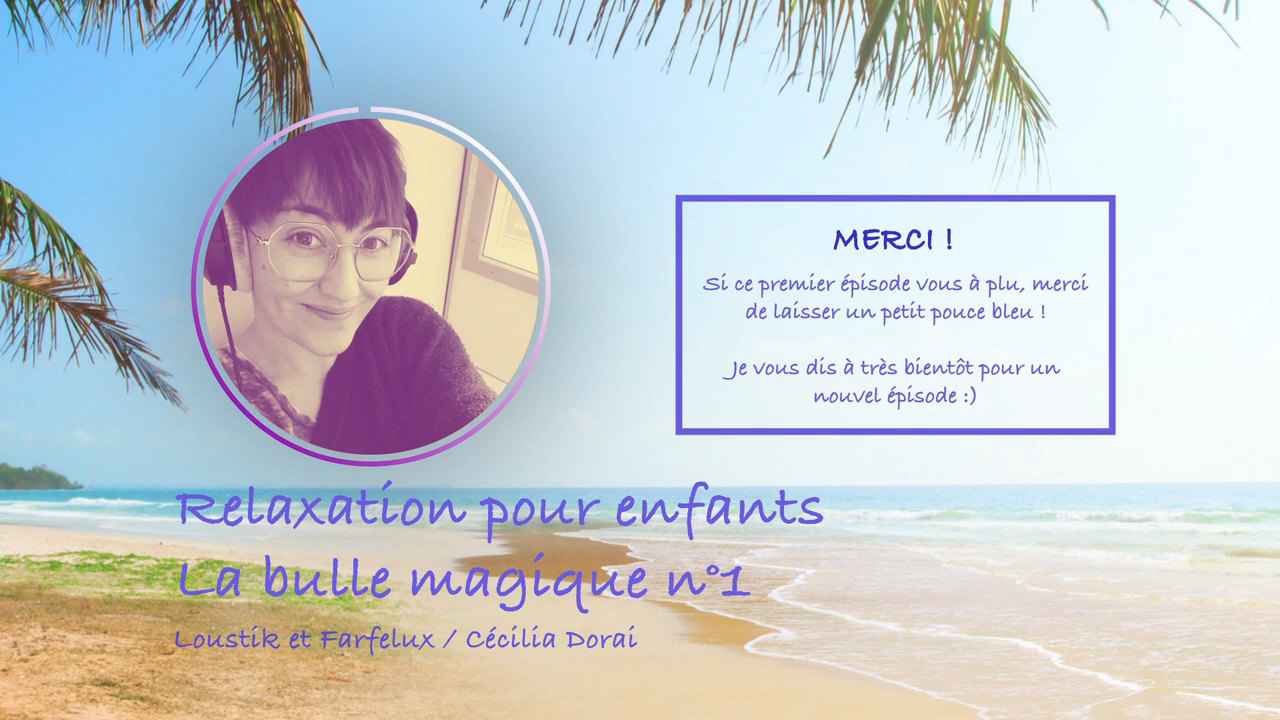 MERCI !
Si ce premier épisode vous à plu, merci
de laisser un petit pouce bleu !
Je vous dis à très bientôt pour un
nouvel épisode :)
Relaxation pour enfants
La bulle magique n°1
Loustik et Farfelux / Cécilia Dorai